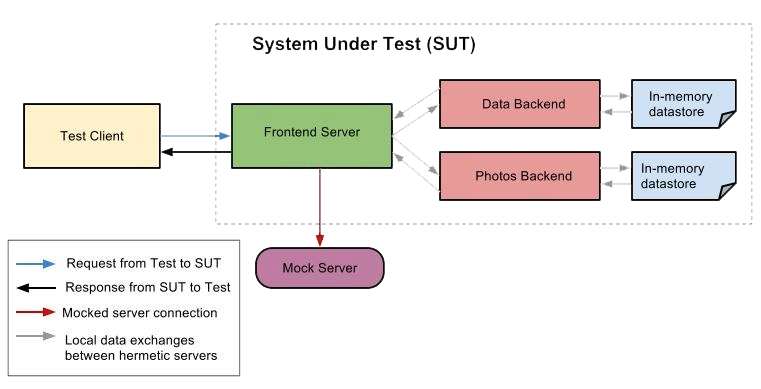 System Under Test (SUT)
Test Client
Frontend Server
Data Backend
In-memory
datastore
Photos Backend
In-memory
datastore
Mock Server
Request from Test to SUT
Response from SUT to Test
Mocked server connection
Local data exchanges
between hermetic servers